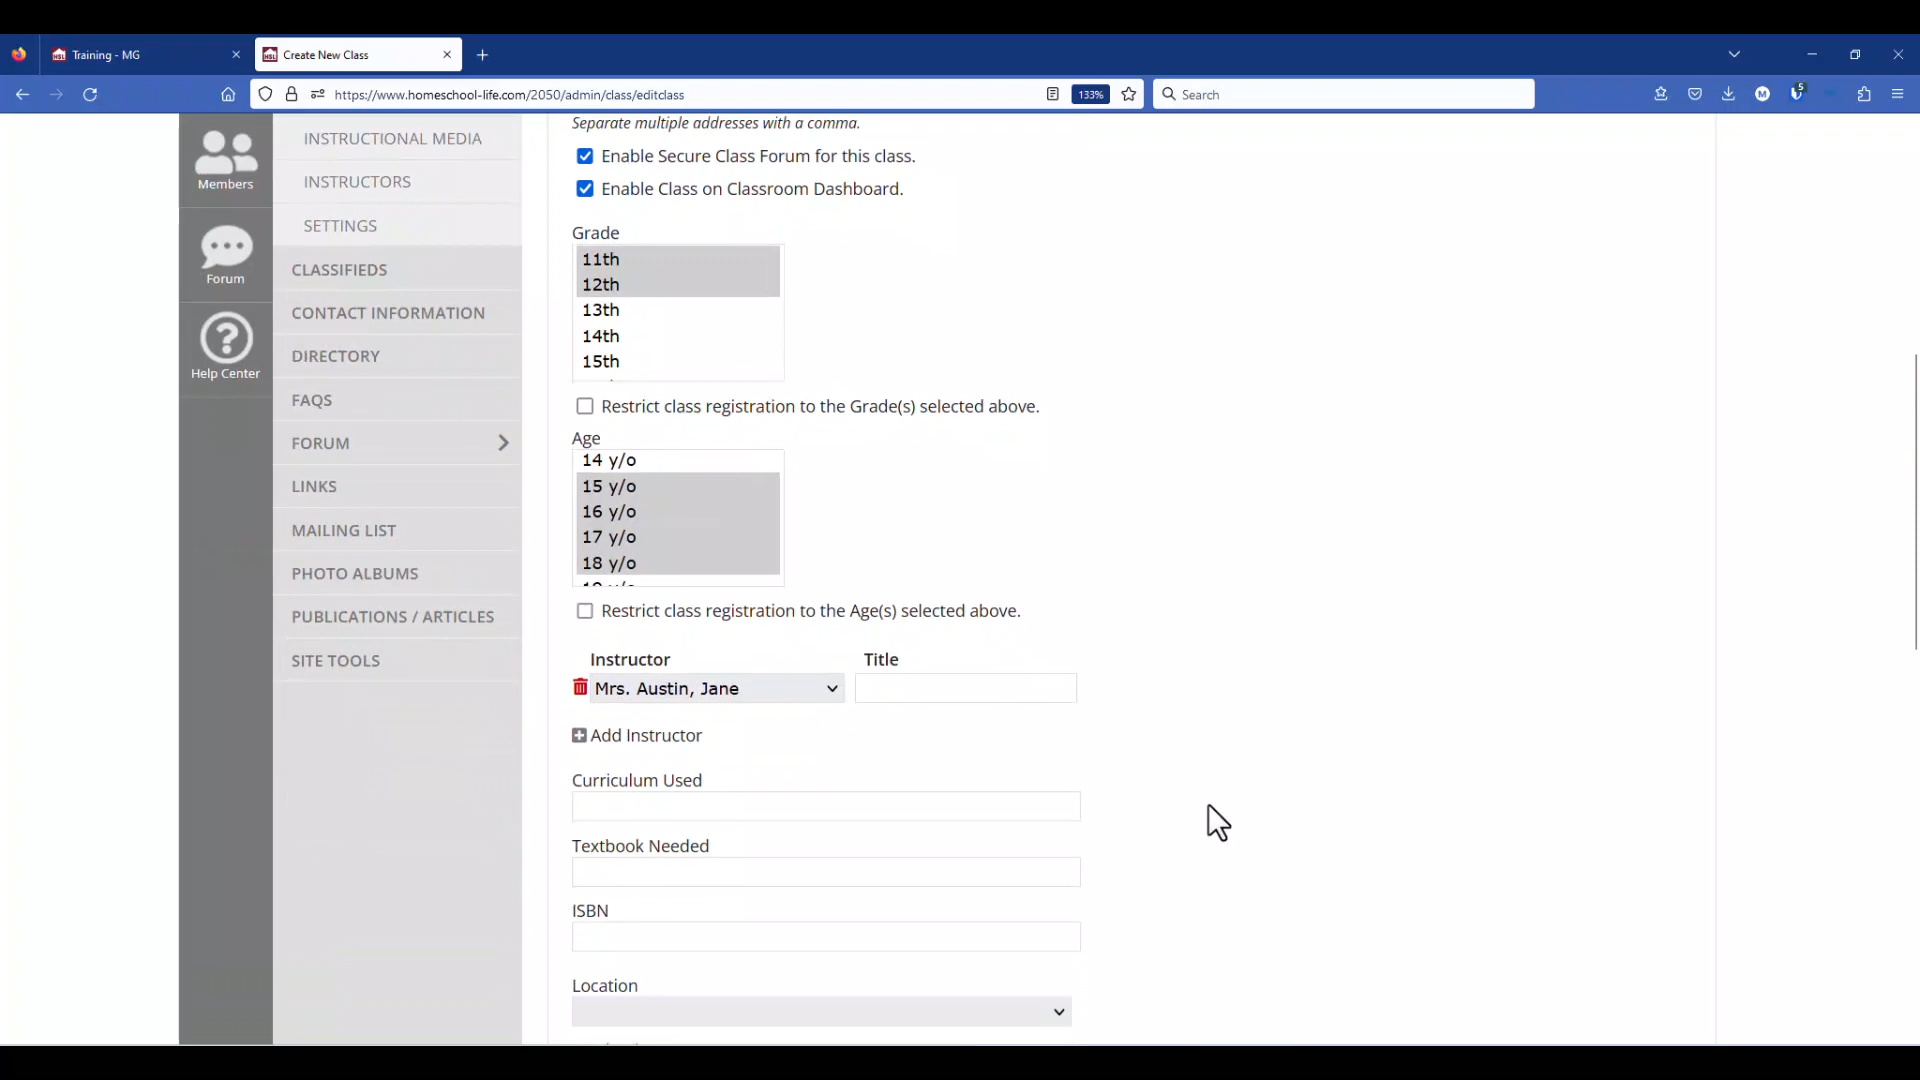 Training - MG
Create New Class
https://www.homeschool-life.com/2050/admin/class/editclass
133%
Search
M
5
Members
Forum
Help Center
INSTRUCTIONAL MEDIA
INSTRUCTORS
SETTINGS
CLASSIFIEDS
CONTACT INFORMATION
DIRECTORY
FAQS
FORUM
LINKS
MAILING LIST
PHOTO ALBUMS
PUBLICATIONS / ARTICLES
SITE TOOLS
Separate multiple addresses with a comma.
Enable Secure Class Forum for this class.
Enable Class on Classroom Dashboard.
Grade
11th
12th
13th
14th
15th
Restrict class registration to the Grade(s) selected above.
Age
14 y/o
15 y/o
16 y/o
17 y/o
18 y/o
Restrict class registration to the Age(s) selected above.
Instructor Title
Mrs. Austin, Jane
Add Instructor
Curriculum Used
Textbook Needed
ISBN
Location